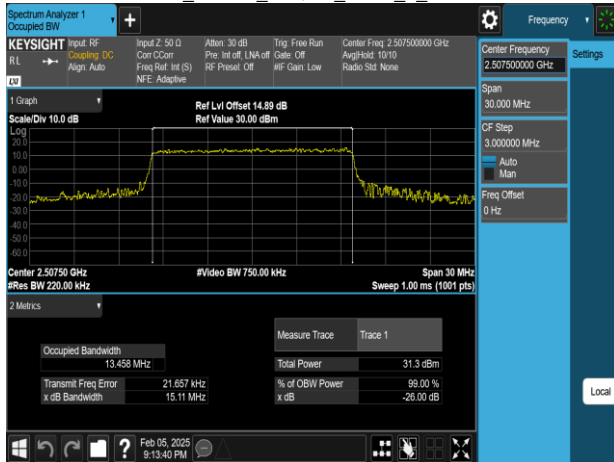 Spectrum Analyzer 1
Occupied BW
Frequency
KEYSIGHT
RL
LXI
Input: RF
Coupling: DC
Align: Auto
Input Z: 50 Ω
Corr CCorr
Freq Ref: Int (S)
NFE: Adaptive
Atten: 30 dB
Pre: Int off, LNA off
RF Preset: Off
Trig: Free Run
Gate: Off
#IF Gain: Low
Center Freq: 2.507500000 GHz
Avg|Hold: 10/10
Radio Std: None
Center Frequency
2.507500000 GHz
Settings
Span
30.000 MHz
CF Step
3.000000 MHz
Auto
Man
Freq Offset
0 Hz
Local
1 Graph
Scale/Div 10.0 dB
Ref Lvl Offset 14.89 dB
Ref Value 30.00 dBm
Log
20.0
10.0
0.00
-10.0
-20.0
-30.0
-40.0
-50.0
-60.0
Center 2.50750 GHz
#Res BW 220.00 kHz
#Video BW 750.00 kHz
Span 30 MHz
Sweep 1.00 ms (1001 pts)
2 Metrics
Measure Trace Trace 1
Occupied Bandwidth
13.458 MHz
Total Power 31.3 dBm
Transmit Freq Error 21.657 kHz
% of OBW Power 99.00 %
x dB Bandwidth 15.11 MHz
x dB -26.00 dB
?
Feb 05, 2025
9:13:40 PM